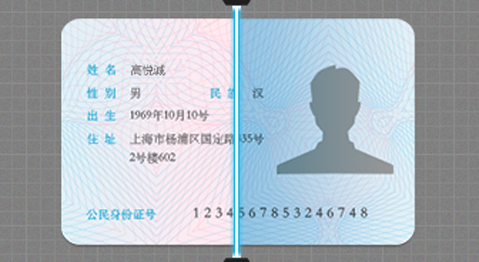 姓 名 高悦诚
性 别 男 民 族 汉
出 生 1969年10月10号
住 址 上海市杨浦区国定路335号
2号楼602
公民身份证号 123456785324674 8